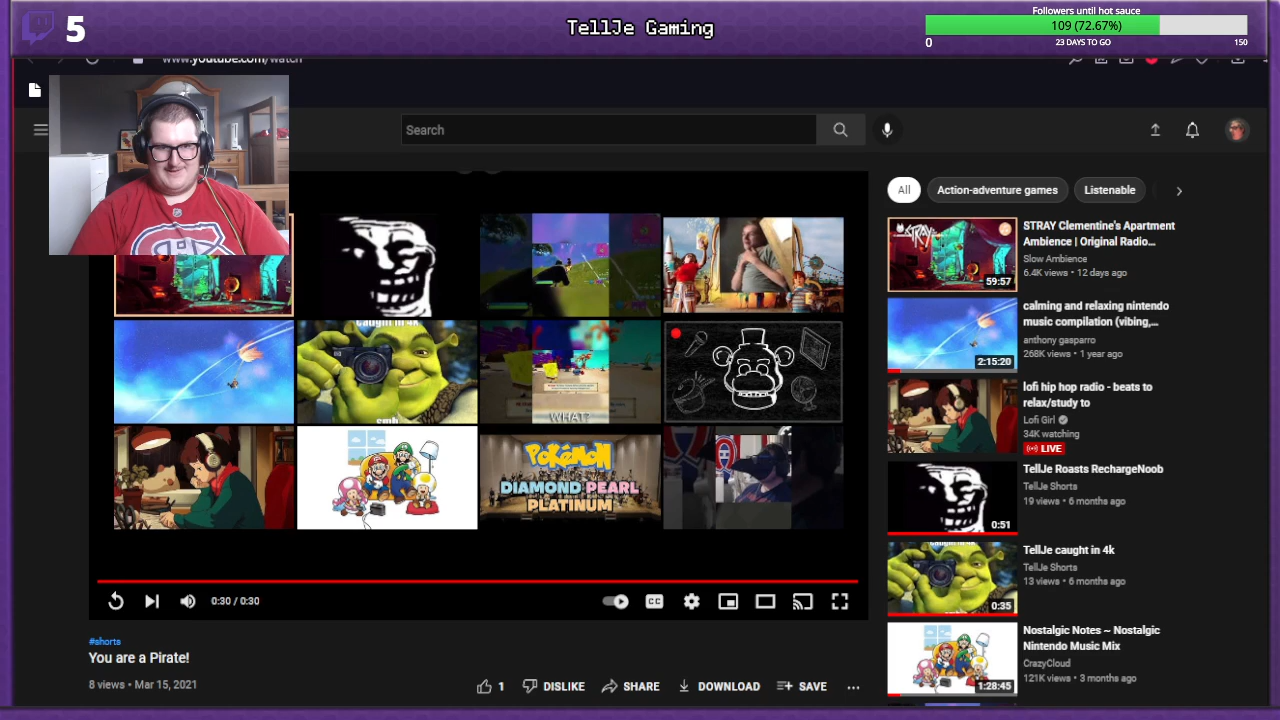 5
TellJe Gaming
Followers until hot sauce
109 (72.67%)
0
23 DAYS TO GO
150
www.youtube.com/watch
Search
All
Action-adventure games
Listenable
STRAY
59:57
STRAY Clementine's Apartment
Ambience | Original Radio...
Slow Ambience
6.4K views • 12 days ago
2:15:20
calming and relaxing nintendo
music compilation (vibing,...
anthony gasparro
268K views • 1 year ago
lofi hip hop radio - beats to
relax/study to
Lofi Girl
34K watching
LIVE
0:51
TellJe Roasts RechargeNoob
TellJe Shorts
19 views • 6 months ago
0:35
TellJe caught in 4k
TellJe Shorts
13 views • 6 months ago
1:28:45
Nostalgic Notes ~ Nostalgic
Nintendo Music Mix
CrazyCloud
121K views • 3 months ago
caught in 4K
smh
WHAT?
Pokémon
DIAMOND PEARL
PLATINUM
0:30 / 0:30
CC
#shorts
You are a Pirate!
8 views • Mar 15, 2021
1
DISLIKE
SHARE
DOWNLOAD
SAVE